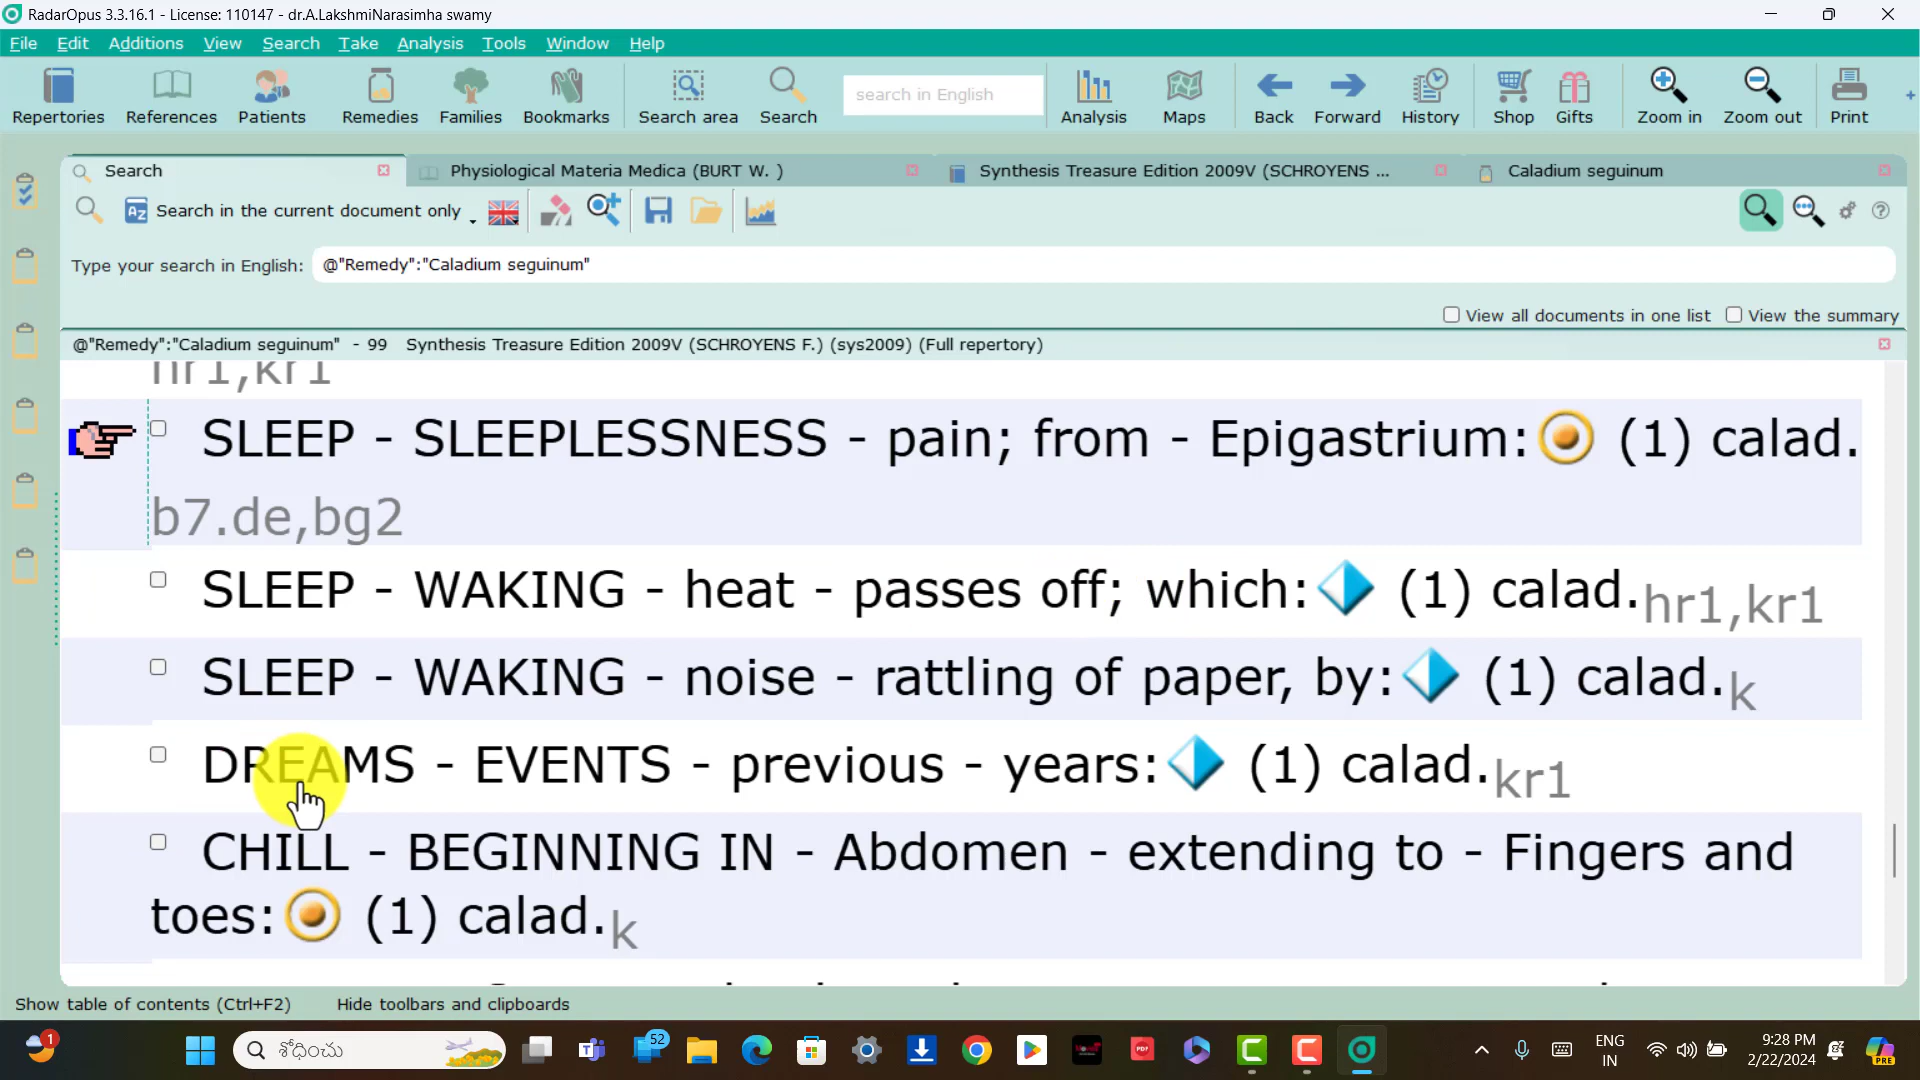 RadarOpus 3.3.16.1 - License: 110147 - dr.A.LakshmiNarasimha swamy
File Edit Additions View Search Take Analysis Tools Window Help
Repertories References Patients Remedies Families Bookmarks Search area Search search in English Analysis Maps Back Forward History Shop Gifts Zoom in Zoom out Print
Search Physiological Materia Medica (BURT W. ) Synthesis Treasure Edition 2009V (SCHROYENS ... Caladium seguinum
AZ Search in the current document only
Type your search in English: @"Remedy":"Caladium seguinum"
View all documents in one list View the summary
@"Remedy":"Caladium seguinum" - 99 Synthesis Treasure Edition 2009V (SCHROYENS F.) (sys2009) (Full repertory)
hr1,kr1
SLEEP - SLEEPLESSNESS - pain; from - Epigastrium: (1) calad.
b7.de,bg2
SLEEP - WAKING - heat - passes off; which: (1) calad.hr1,kr1
SLEEP - WAKING - noise - rattling of paper, by: (1) calad.k
DREAMS - EVENTS - previous - years: (1) calad.kr1
CHILL - BEGINNING IN - Abdomen - extending to - Fingers and
toes: (1) calad.k
Show table of contents (Ctrl+F2) Hide toolbars and clipboards
1 శోధించు 52 PDF ENG 9:28 PM
IN 2/22/2024 PRE